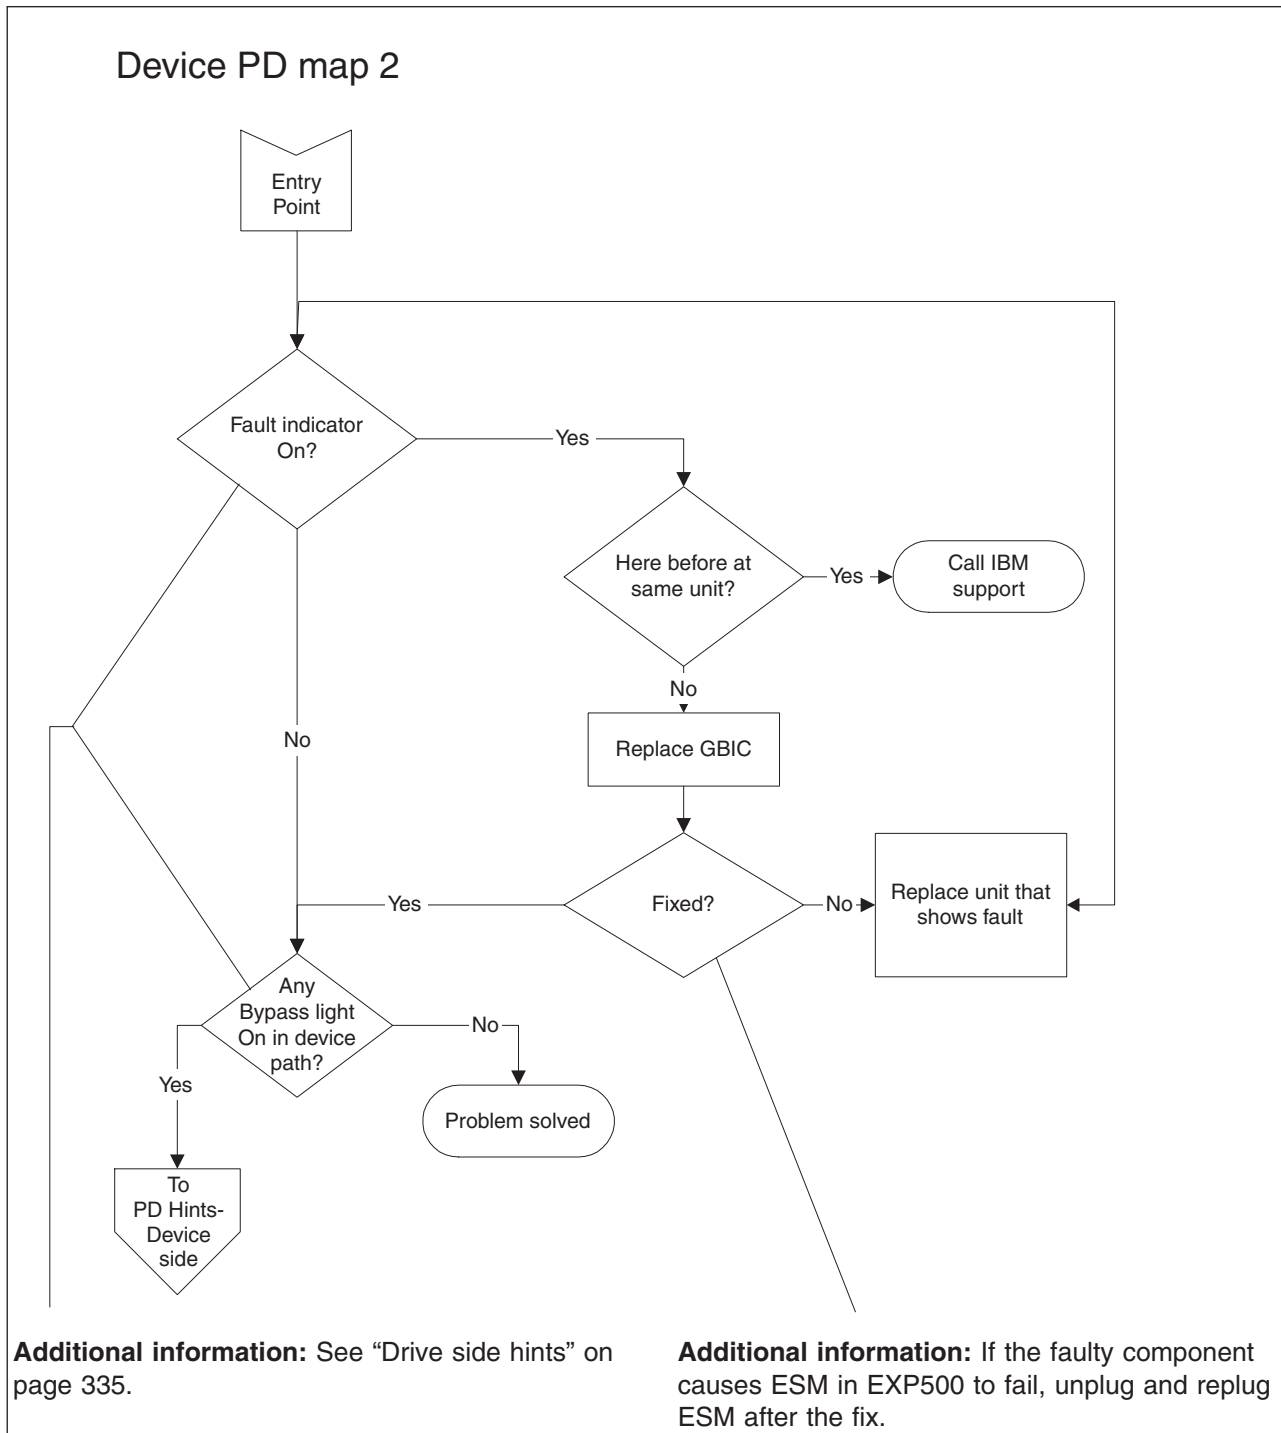 Device PD map 2
Entry
Point
Fault indicator
On?
Yes
Here before at
same unit?
Yes
Call IBM
support
No
No
Replace GBIC
Yes
Fixed?
No
Replace unit that
shows fault
Any
Bypass light
On in device
path?
No
Yes
Problem solved
To
PD Hints-
Device
side
Additional information: See “Drive side hints” on
page 335.
Additional information: If the faulty component
causes ESM in EXP500 to fail, unplug and replug
ESM after the fix.